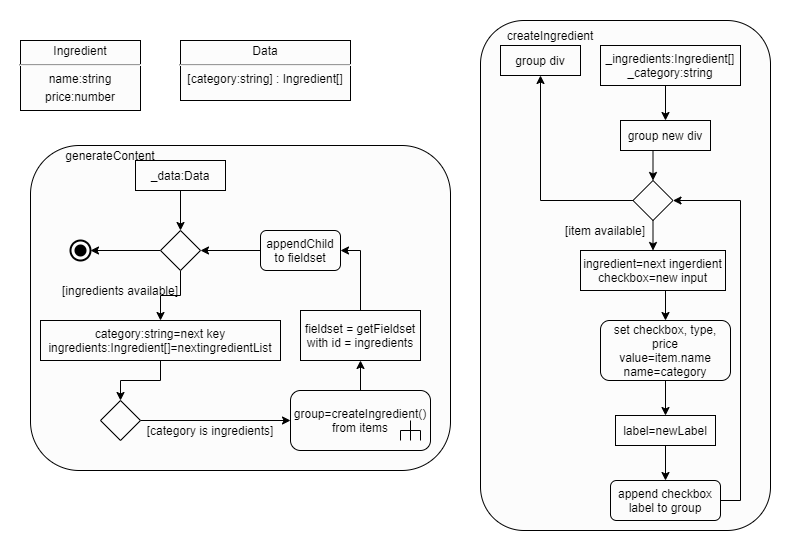 Ingredient
name:string
price:number
Data
[category:string] : Ingredient[]
generateContent
_data:Data
appendChild
to fieldset
[ingredients available]
category:string=next key
ingredients:Ingredient[]=nextingredientList
fieldset = getFieldset
with id = ingredients
[category is ingredients]
group=createIngredient()
from items
createIngredient
group div
_ingredients:Ingredient[]
_category:string
group new div
[item available]
ingredient=next ingerdient
checkbox=new input
set checkbox, type,
price
value=item.name
name=category
label=newLabel
append checkbox
label to group